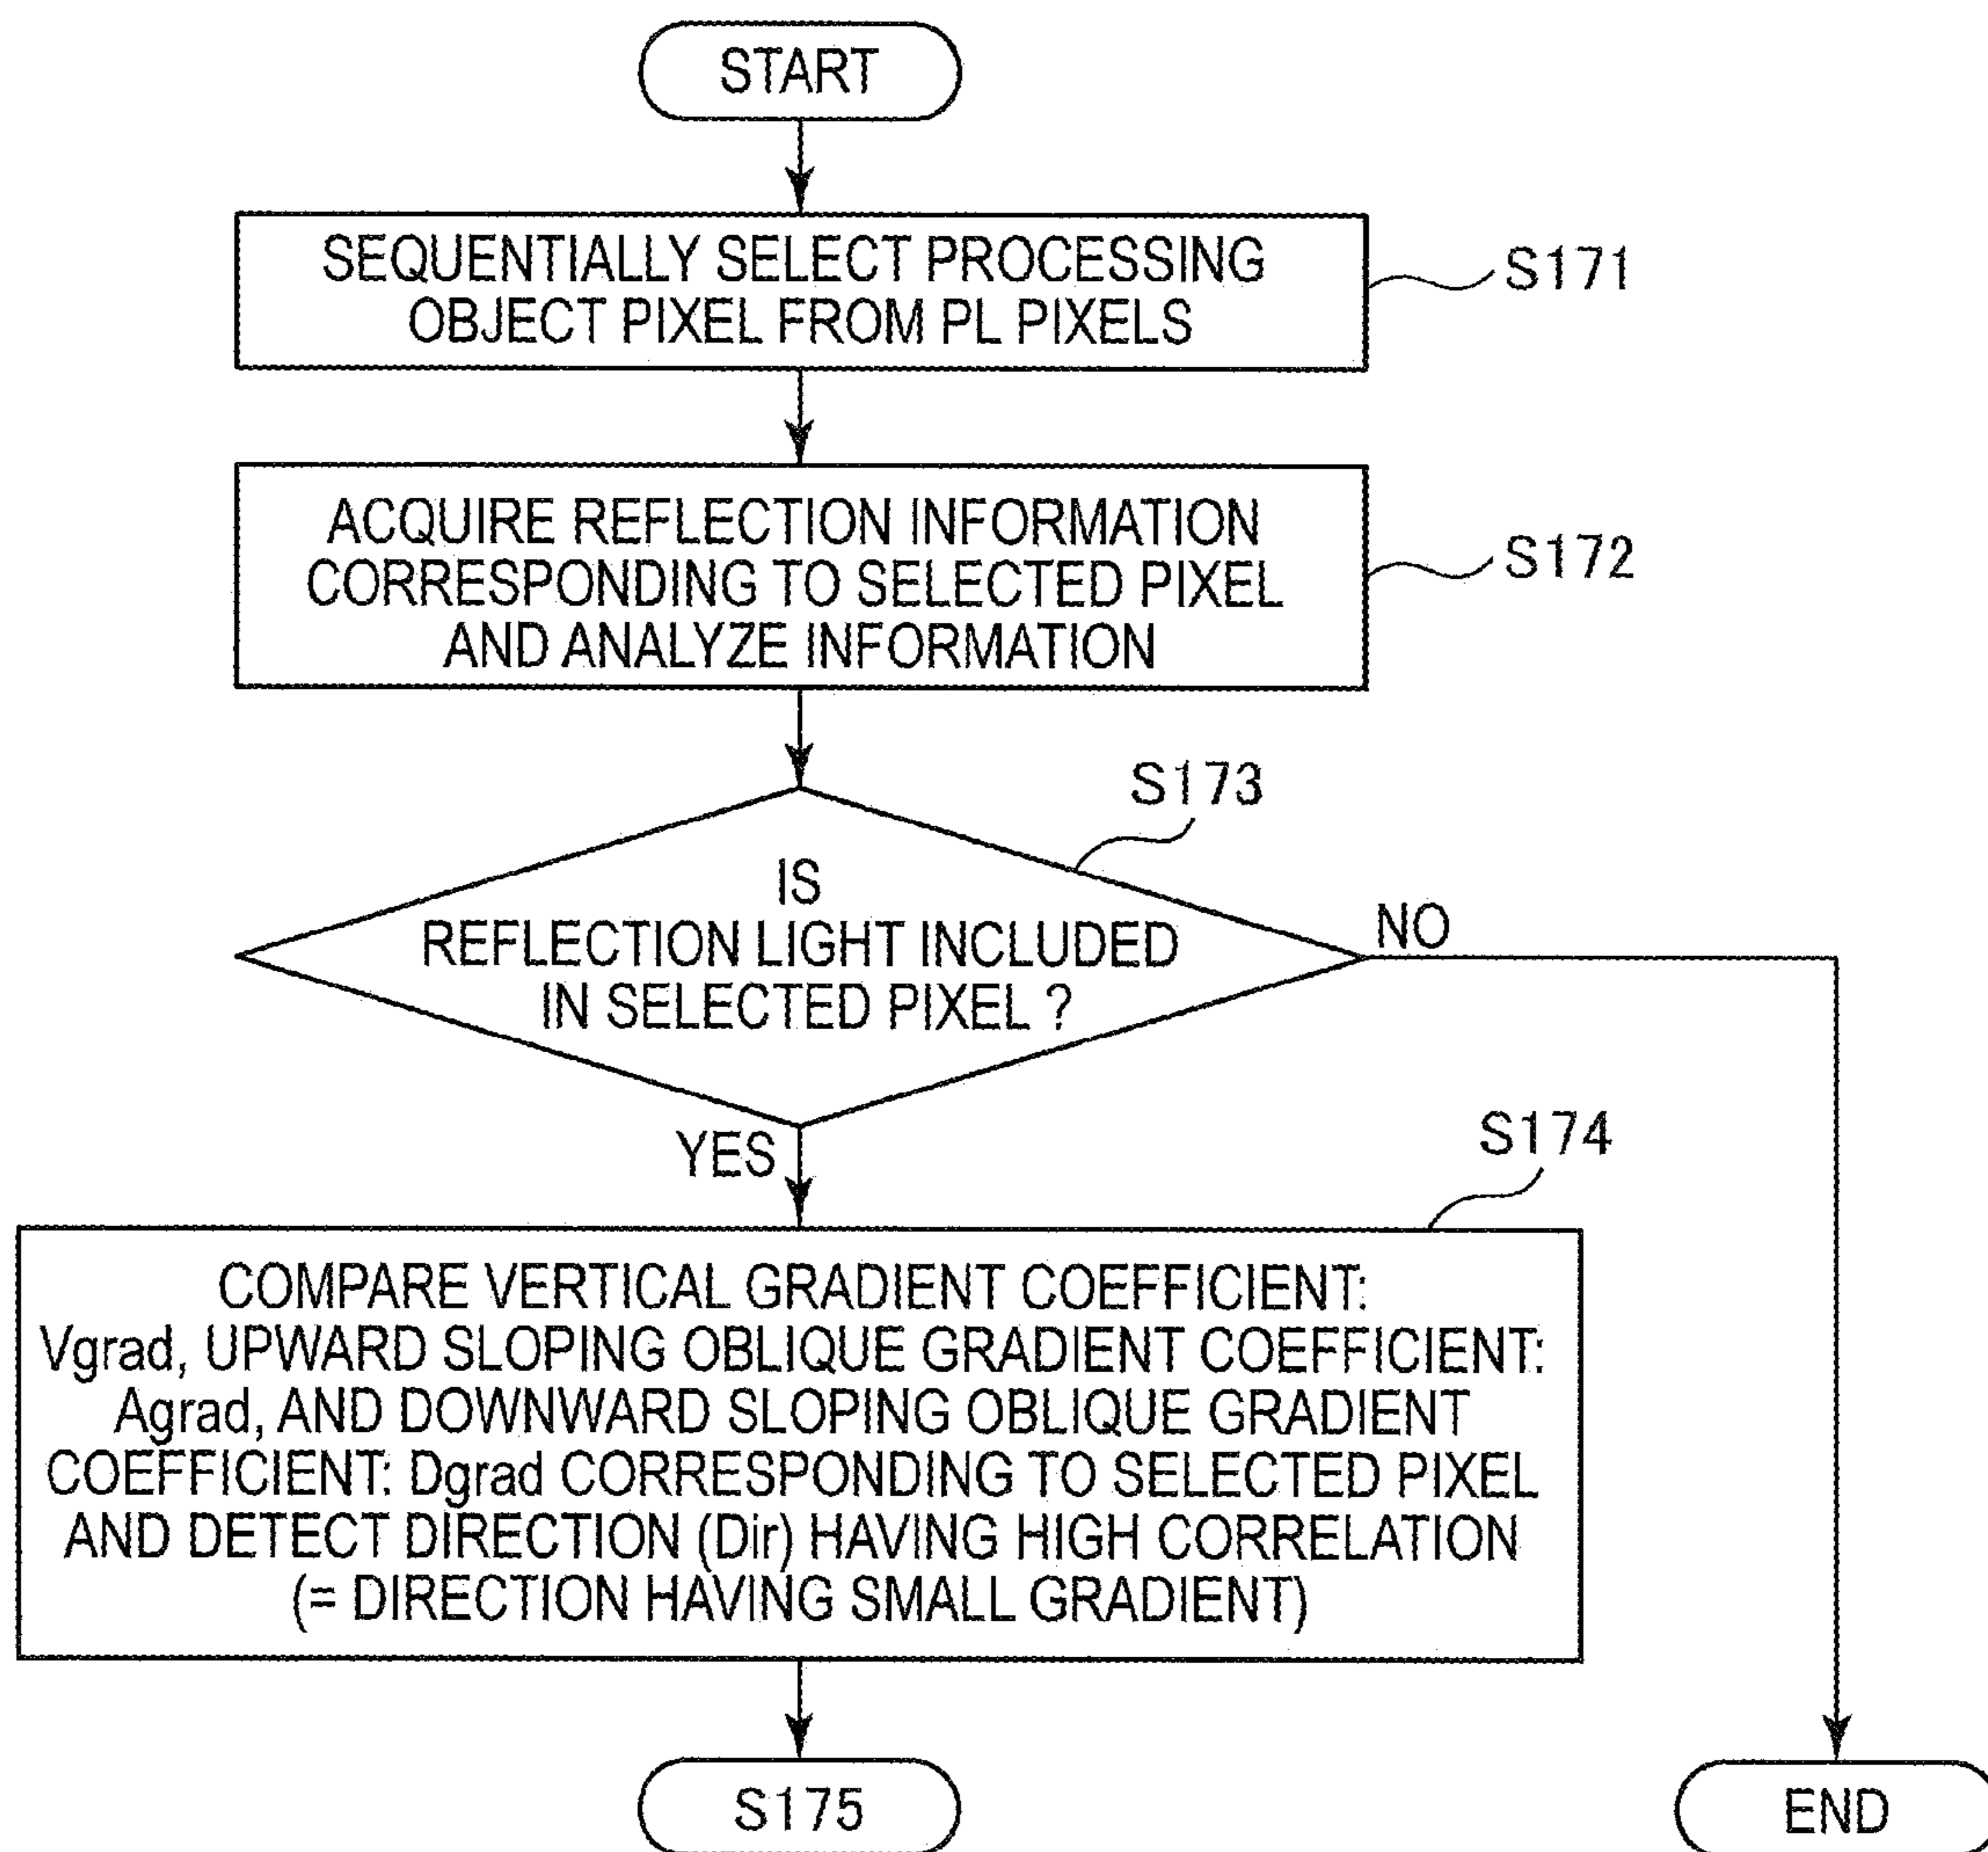 START
SEQUENTIALLY SELECT PROCESSING
OBJECT PIXEL FROM PL PIXELS
S171
ACQUIRE REFLECTION INFORMATION
CORRESPONDING TO SELECTED PIXEL
AND ANALYZE INFORMATION
S172
S173
IS
REFLECTION LIGHT INCLUDED
IN SELECTED PIXEL ?
NO
YES
S174
COMPARE VERTICAL GRADIENT COEFFICIENT:
Vgrad, UPWARD SLOPING OBLIQUE GRADIENT COEFFICIENT:
Agrad, AND DOWNWARD SLOPING OBLIQUE GRADIENT
COEFFICIENT: Dgrad CORRESPONDING TO SELECTED PIXEL
AND DETECT DIRECTION (Dir) HAVING HIGH CORRELATION
(= DIRECTION HAVING SMALL GRADIENT)
S175
END